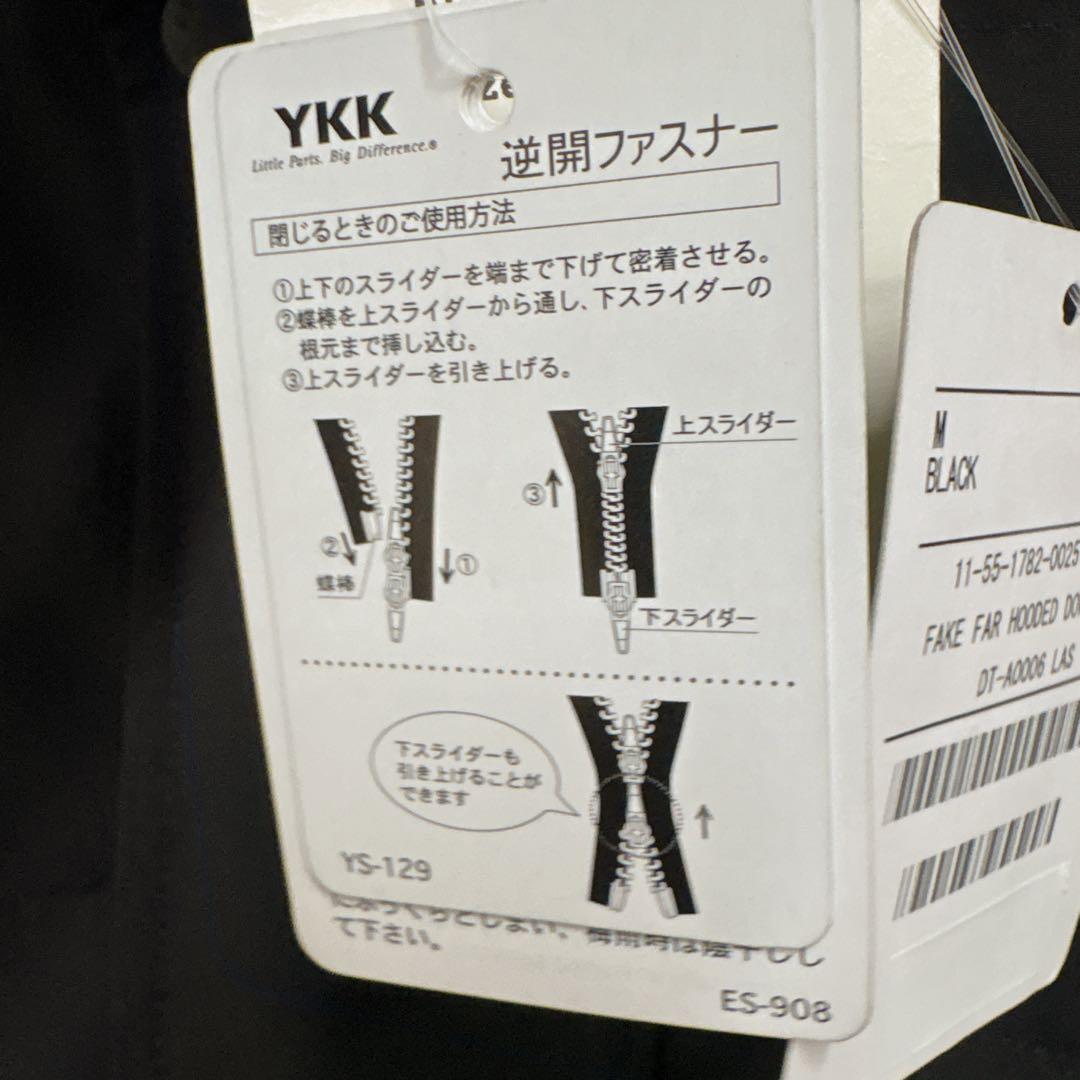 YKK
Little Parts. Big Difference.®
逆開ファスナー
閉じるときのご使用方法
①上下のスライダーを端まで下げて密着させる。
②蝶棒を上スライダーから通し、下スライダーの
根元まで挿し込む。
③上スライダーを引き上げる。
上スライダー
③
②
①
蝶棒
下スライダー
下スライダーも
引き上げることが
できます
YS-129
て下さい。
ES-908
M
BLACK
11-55-1782-0025
FAKE FAR HOODED DO
DT-A0006 LAS